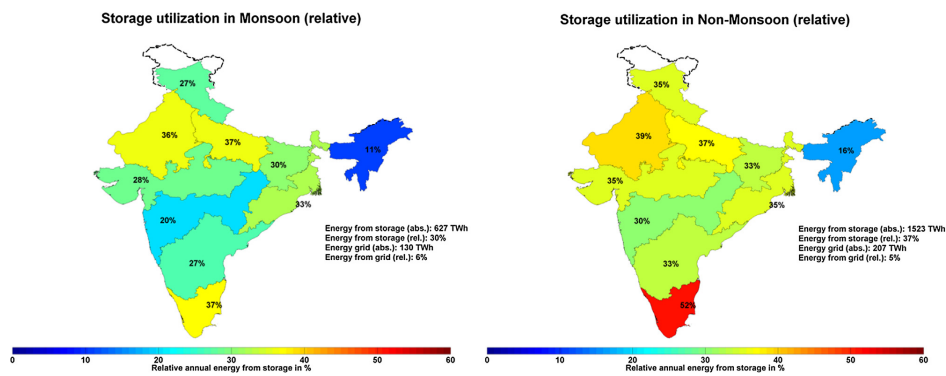 Storage utilization in Monsoon (relative)
27%
36%
37%
11%
30%
28%
33%
20%
27%
37%
Energy from storage (abs.): 627 TWh
Energy from storage (rel.): 30%
Energy grid (abs.): 130 TWh
Energy from grid (rel.): 6%
0 10 20 30 40 50 60
Relative annual energy from storage in %
Storage utilization in Non-Monsoon (relative)
35%
39%
37%
16%
33%
35%
35%
30%
33%
52%
Energy from storage (abs.): 1523 TWh
Energy from storage (rel.): 37%
Energy grid (abs.): 207 TWh
Energy from grid (rel.): 5%
0 10 20 30 40 50 60
Relative annual energy from storage in %